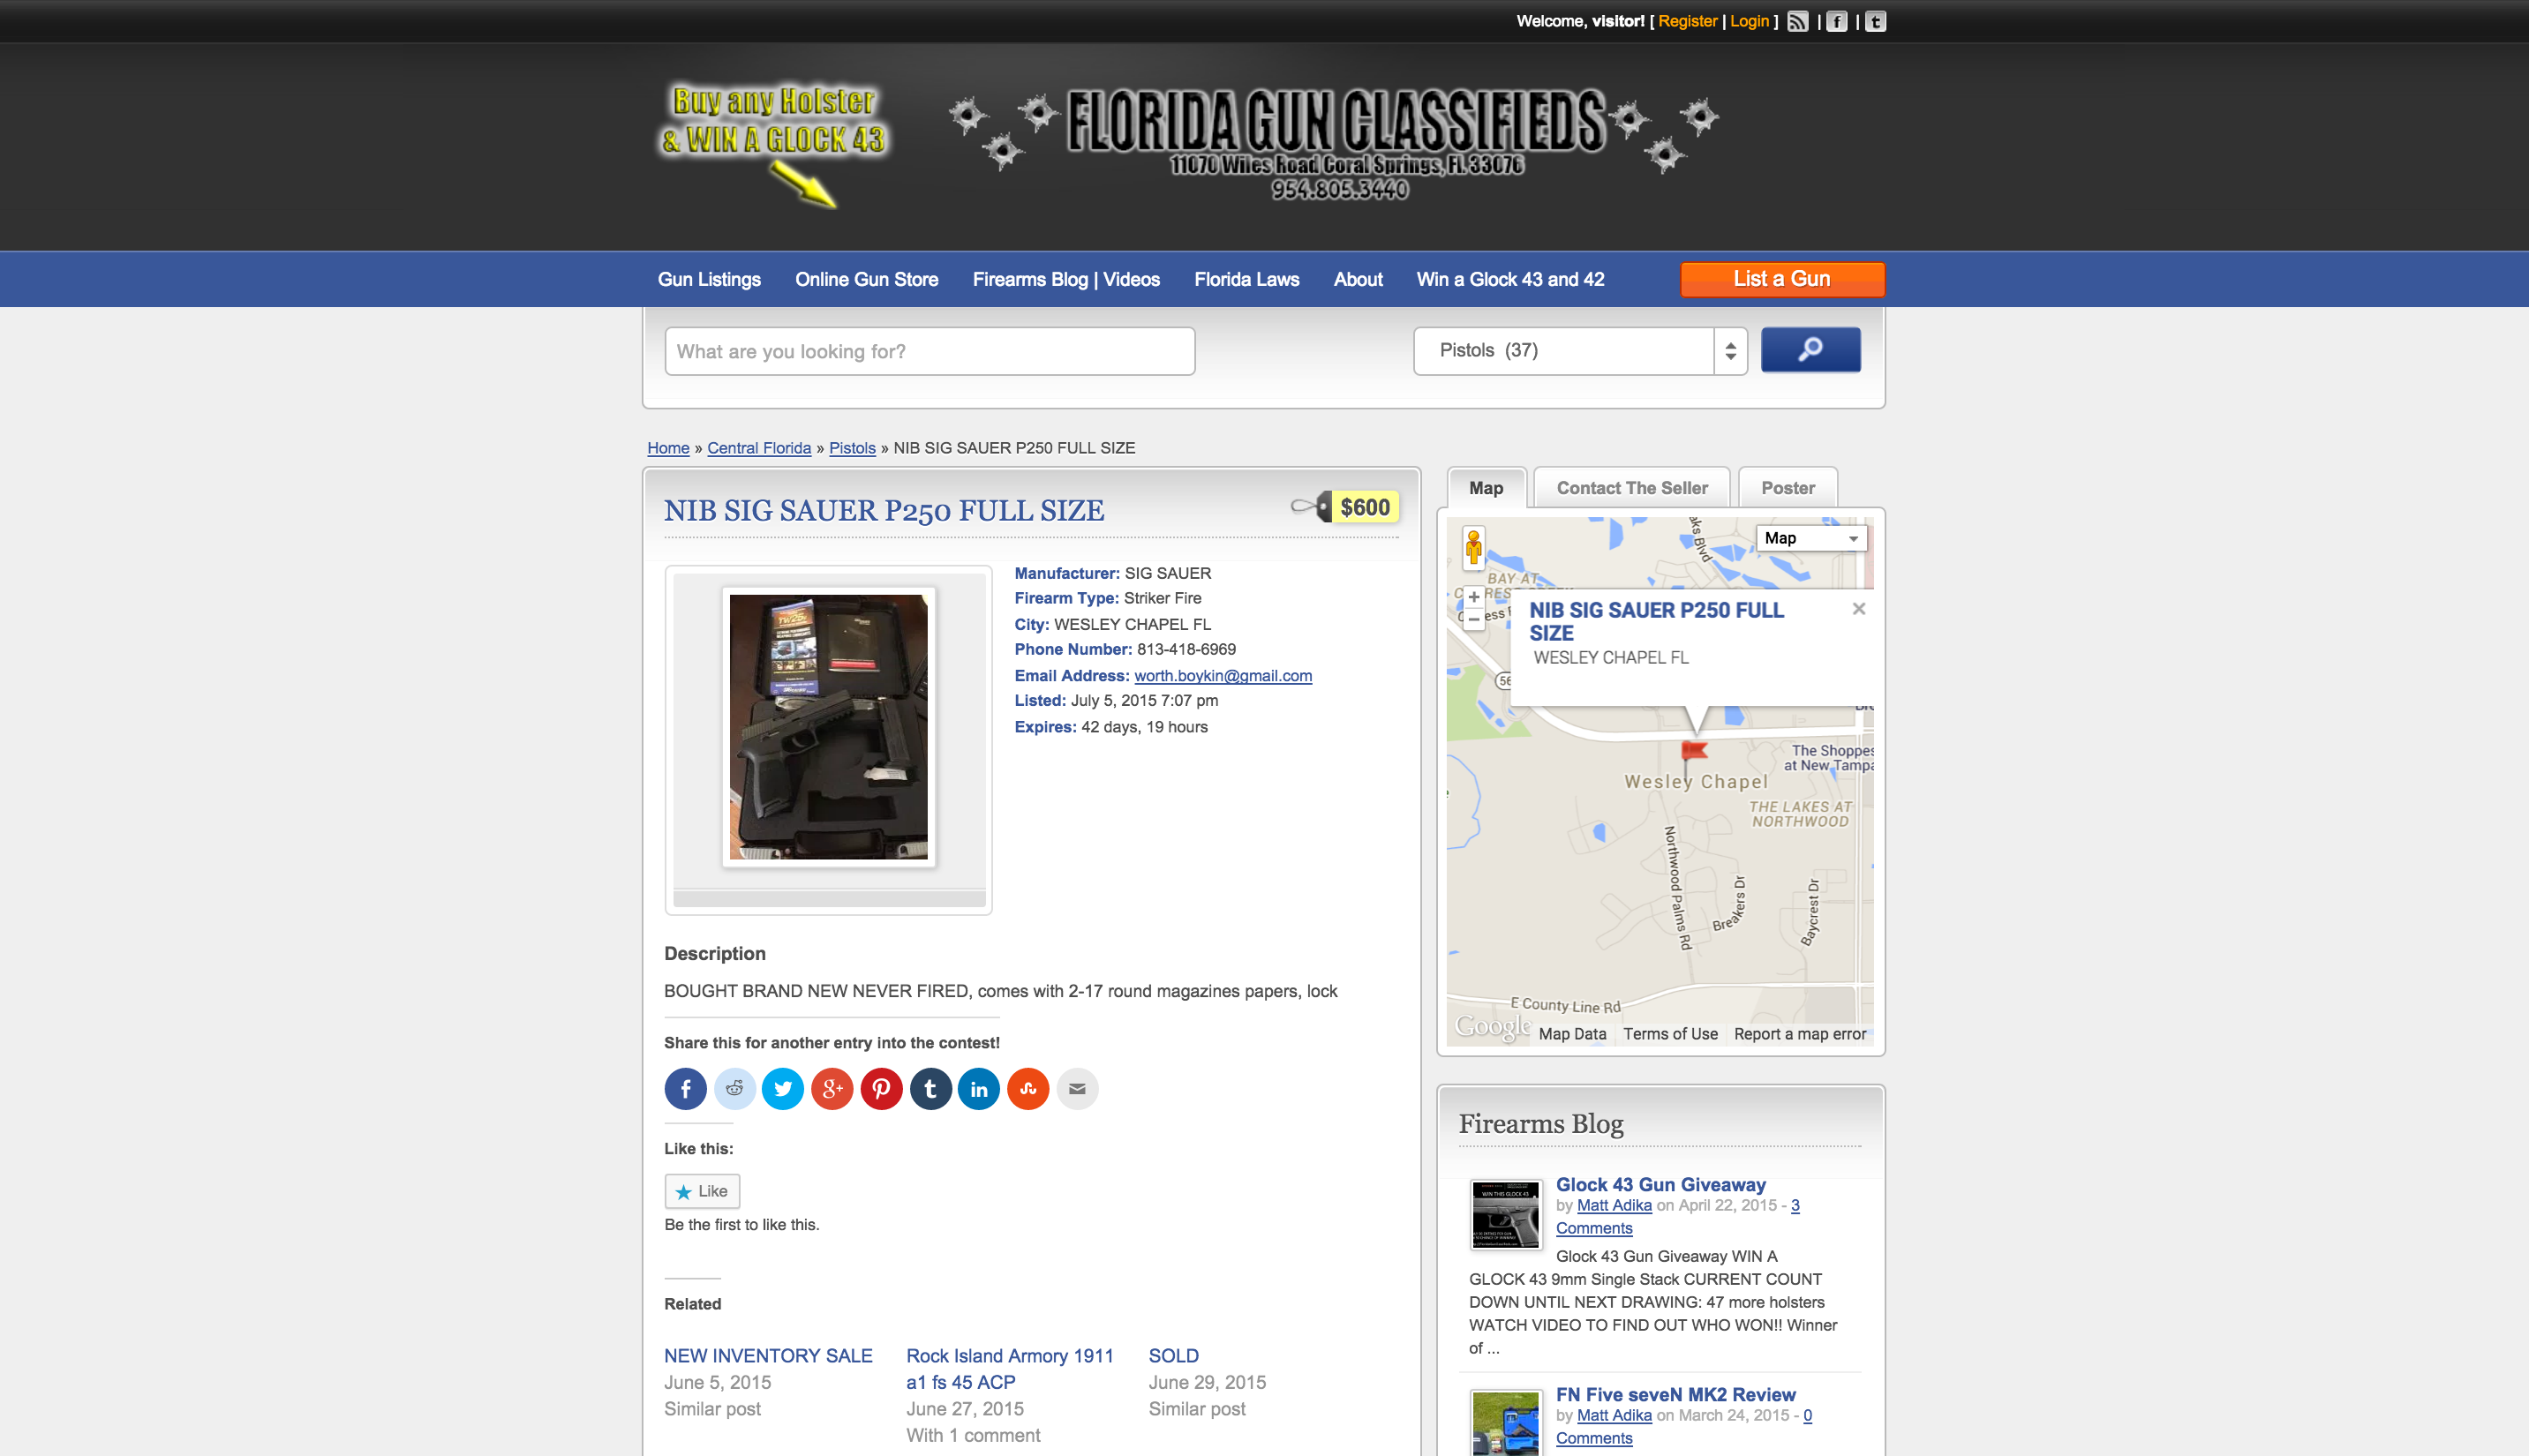 Welcome, visitor! [ Register | Login ] | f | t
Buy any Holster
& WIN A GLOCK 43
FLORIDA GUN CLASSIFIEDS
11070 Wiles Road Coral Springs, Fl. 33076
954.805.3440
Gun Listings Online Gun Store Firearms Blog | Videos Florida Laws About Win a Glock 43 and 42 List a Gun
What are you looking for? Pistols (37)
Home » Central Florida » Pistols » NIB SIG SAUER P250 FULL SIZE
NIB SIG SAUER P250 FULL SIZE $600
Manufacturer: SIG SAUER
Firearm Type: Striker Fire
City: WESLEY CHAPEL FL
Phone Number: 813-418-6969
Email Address: worth.boykin@gmail.com
Listed: July 5, 2015 7:07 pm
Expires: 42 days, 19 hours
Description
BOUGHT BRAND NEW NEVER FIRED, comes with 2-17 round magazines papers, lock
Share this for another entry into the contest!
Like this:
Like
Be the first to like this.
Related
NEW INVENTORY SALE
June 5, 2015
Similar post
Rock Island Armory 1911
a1 fs 45 ACP
June 27, 2015
With 1 comment
SOLD
June 29, 2015
Similar post
Map Contact The Seller Poster
Map
aks Blvd
BAY AT
NIB SIG SAUER P250 FULL
SIZE
WESLEY CHAPEL FL
56
The Shoppes
at New Tampa
Wesley Chapel
THE LAKES AT
NORTHWOOD
Northwood Palms Rd
Breakers Dr
Baycrest Dr
E County Line Rd
Google Map Data Terms of Use Report a map error
Firearms Blog
WIN THIS GLOCK 43
Glock 43 Gun Giveaway
by Matt Adika on April 22, 2015 - 3
Comments
Glock 43 Gun Giveaway WIN A
GLOCK 43 9mm Single Stack CURRENT COUNT
DOWN UNTIL NEXT DRAWING: 47 more holsters
WATCH VIDEO TO FIND OUT WHO WON!! Winner
of ...
FN Five seveN MK2 Review
by Matt Adika on March 24, 2015 - 0
Comments